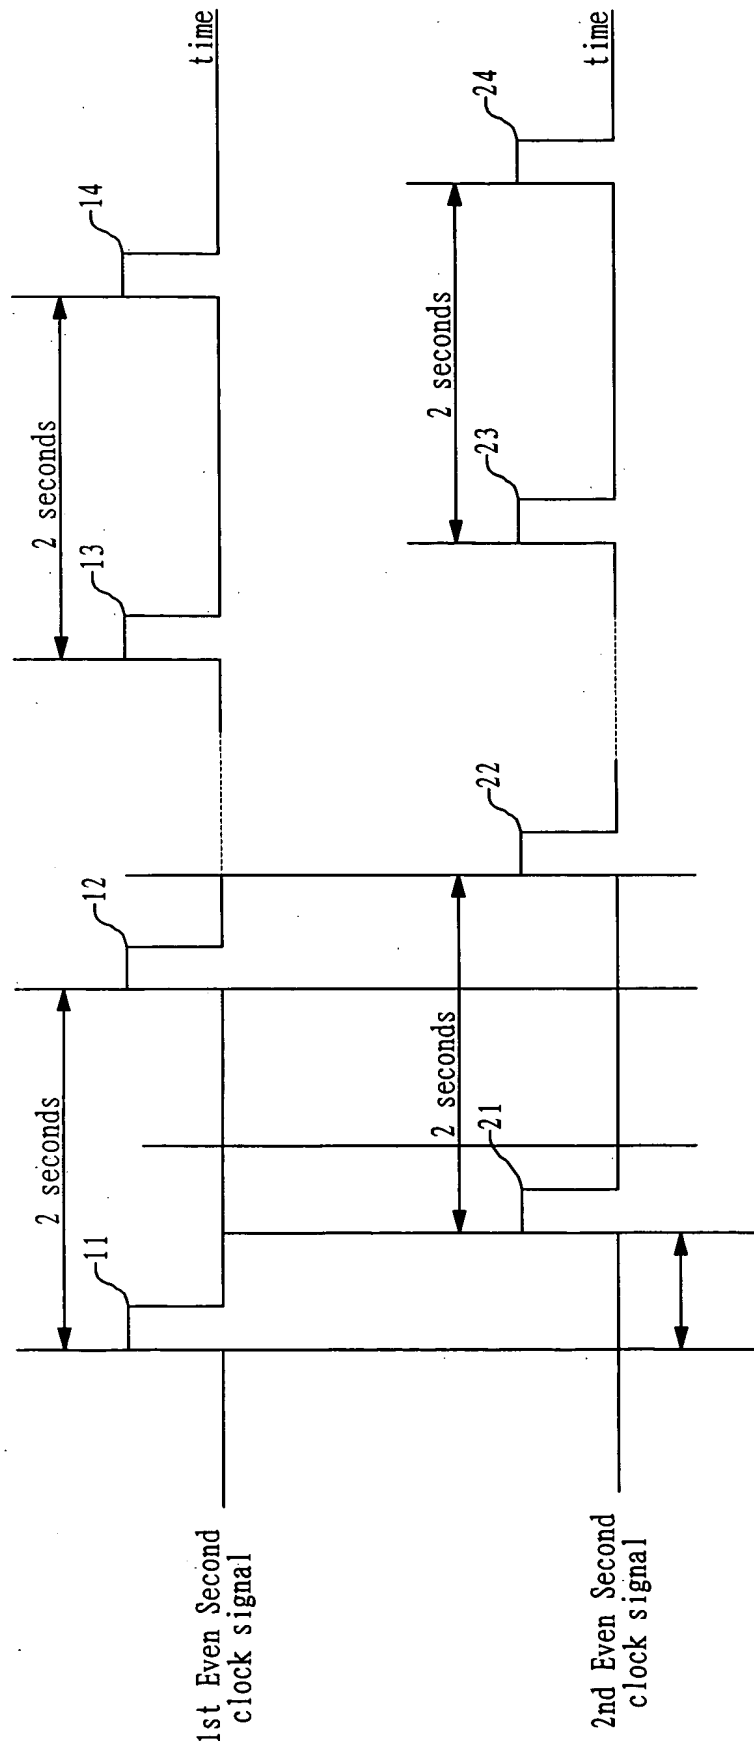 1st Even Second
clock signal
11
2 seconds
12
13
2 seconds
14
time
2nd Even Second
clock signal
21
2 seconds
22
23
2 seconds
24
time